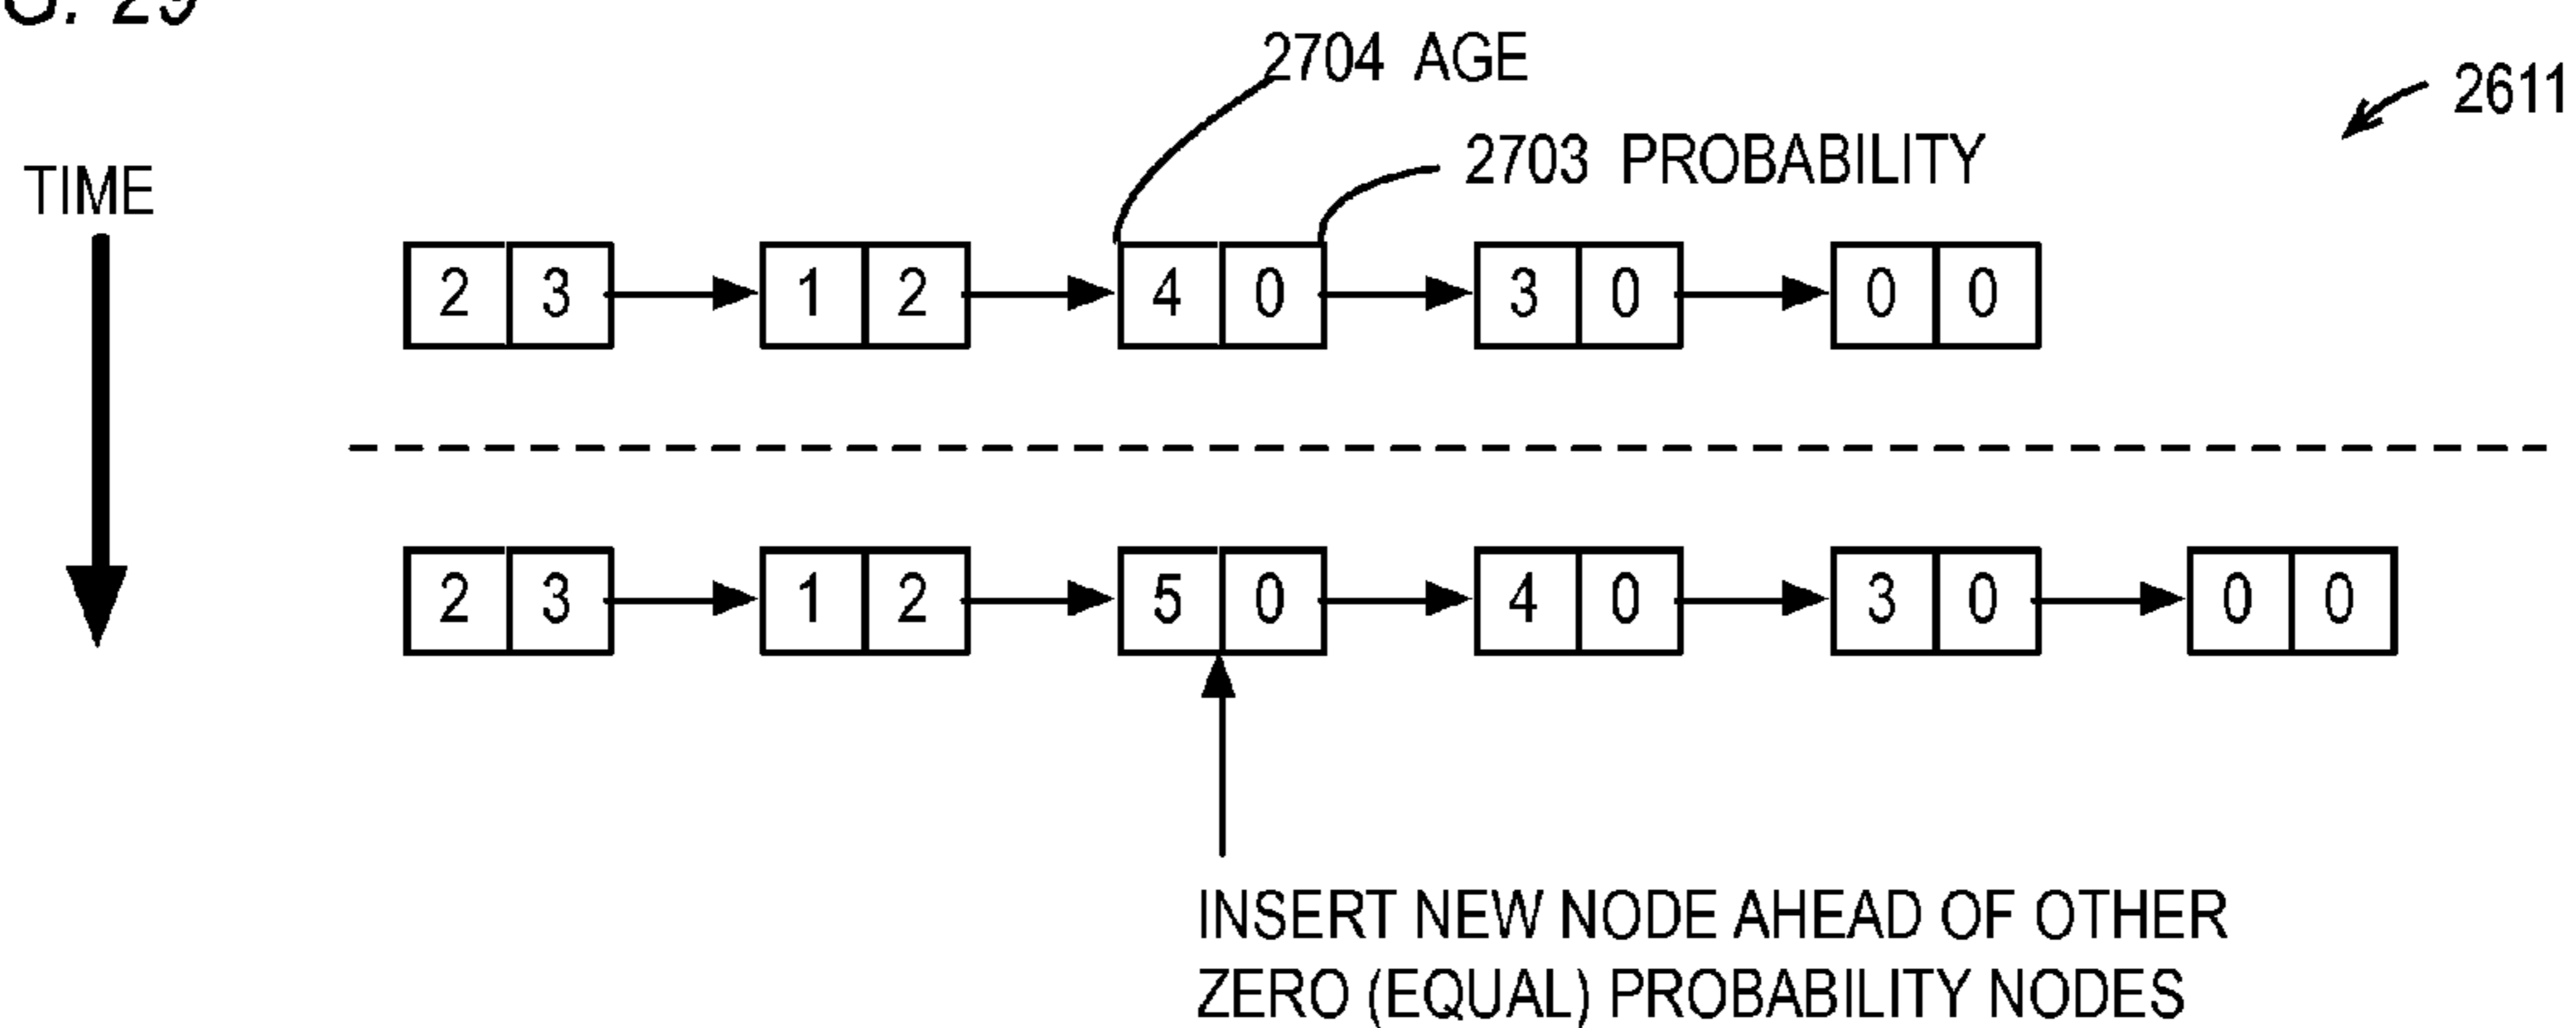 2704 AGE
2611
2703 PROBABILITY
TIME
2 3 1 2 4 0 3 0 0 0
2 3 1 2 5 0 4 0 3 0 0 0
INSERT NEW NODE AHEAD OF OTHER
ZERO (EQUAL) PROBABILITY NODES